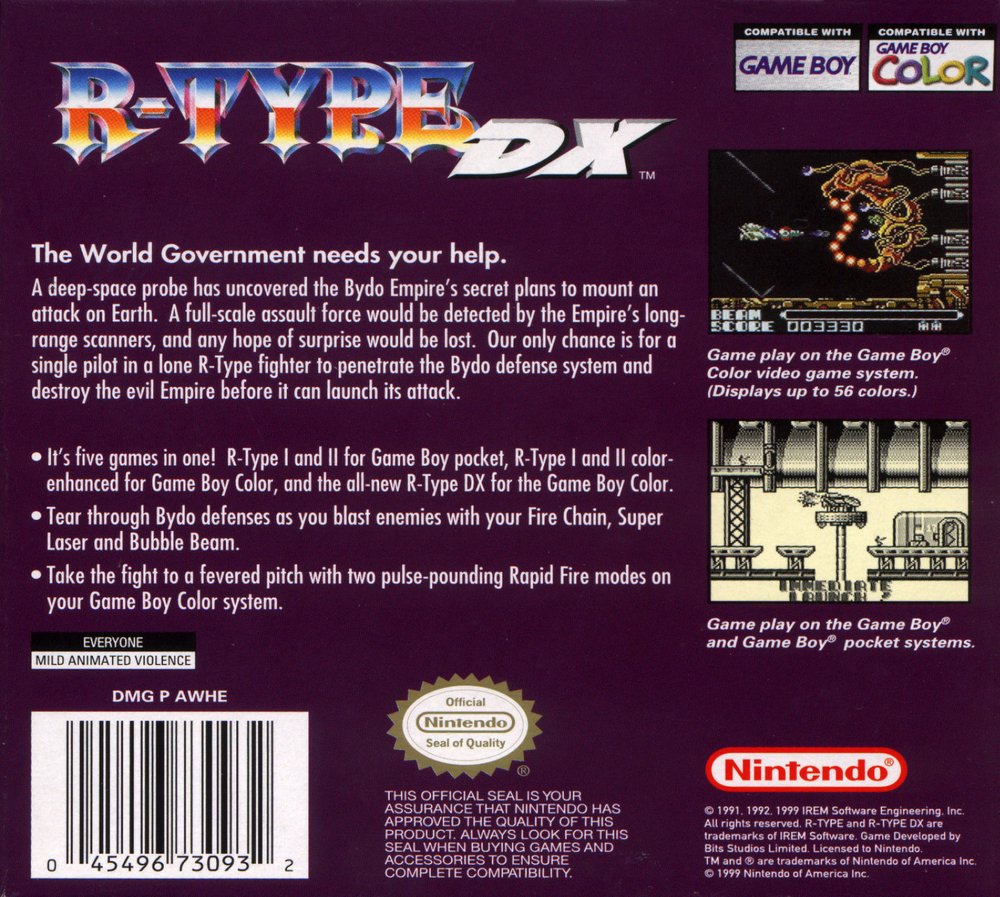 COMPATIBLE WITH
GAME BOY
COMPATIBLE WITH
GAME BOY
COLOR
R-TYPE DX ™
The World Government needs your help.
A deep-space probe has uncovered the Bydo Empire's secret plans to mount an
attack on Earth. A full-scale assault force would be detected by the Empire's long-
range scanners, and any hope of surprise would be lost. Our only chance is for a
single pilot in a lone R-Type fighter to penetrate the Bydo defense system and
destroy the evil Empire before it can launch its attack.
• It's five games in one! R-Type I and II for Game Boy pocket, R-Type I and II color-
enhanced for Game Boy Color, and the all-new R-Type DX for the Game Boy Color.
• Tear through Bydo defenses as you blast enemies with your Fire Chain, Super
Laser and Bubble Beam.
• Take the fight to a fevered pitch with two pulse-pounding Rapid Fire modes on
your Game Boy Color system.
BEAM
SCORE 003330
Game play on the Game Boy®
Color video game system.
(Displays up to 56 colors.)
IMMEDIATE
LAUNCH !
Game play on the Game Boy®
and Game Boy® pocket systems.
EVERYONE
MILD ANIMATED VIOLENCE
DMG P AWHE
0 45496 73093 2
Official
Nintendo
Seal of Quality
®
THIS OFFICIAL SEAL IS YOUR
ASSURANCE THAT NINTENDO HAS
APPROVED THE QUALITY OF THIS
PRODUCT. ALWAYS LOOK FOR THIS
SEAL WHEN BUYING GAMES AND
ACCESSORIES TO ENSURE
COMPLETE COMPATIBILITY.
Nintendo®
© 1991, 1992, 1999 IREM Software Engineering, Inc.
All rights reserved. R-TYPE and R-TYPE DX are
trademarks of IREM Software. Game Developed by
Bits Studios Limited. Licensed to Nintendo.
TM and ® are trademarks of Nintendo of America Inc.
© 1999 Nintendo of America Inc.